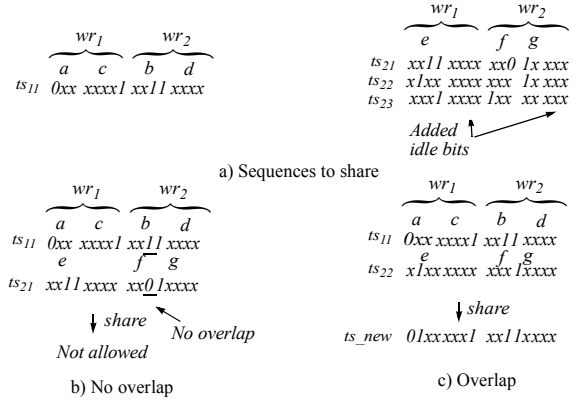 wr1 wr2
a c b d
ts11 0xx xxxx1 xx11 xxxx
wr1 wr2
e f g
ts21 xx11 xxxx xx0 1x xxx
ts22 x1xx xxxx xxx 1x xxx
ts23 xxx1 xxxx 1xx xx xxx
Added
idle bits
a) Sequences to share
wr1 wr2
a c b d
ts11 0xx xxxx1 xx11 xxxx
e f g
ts21 xx11 xxxx xx0 1xxxx
share
No overlap
Not allowed
b) No overlap
wr1 wr2
a c b d
ts11 0xx xxxx1 xx11 xxxx
e f g
ts22 x1xx xxxx xxx 1xxxx
share
ts_new 01xxxxx1 xx11xxxx
c) Overlap